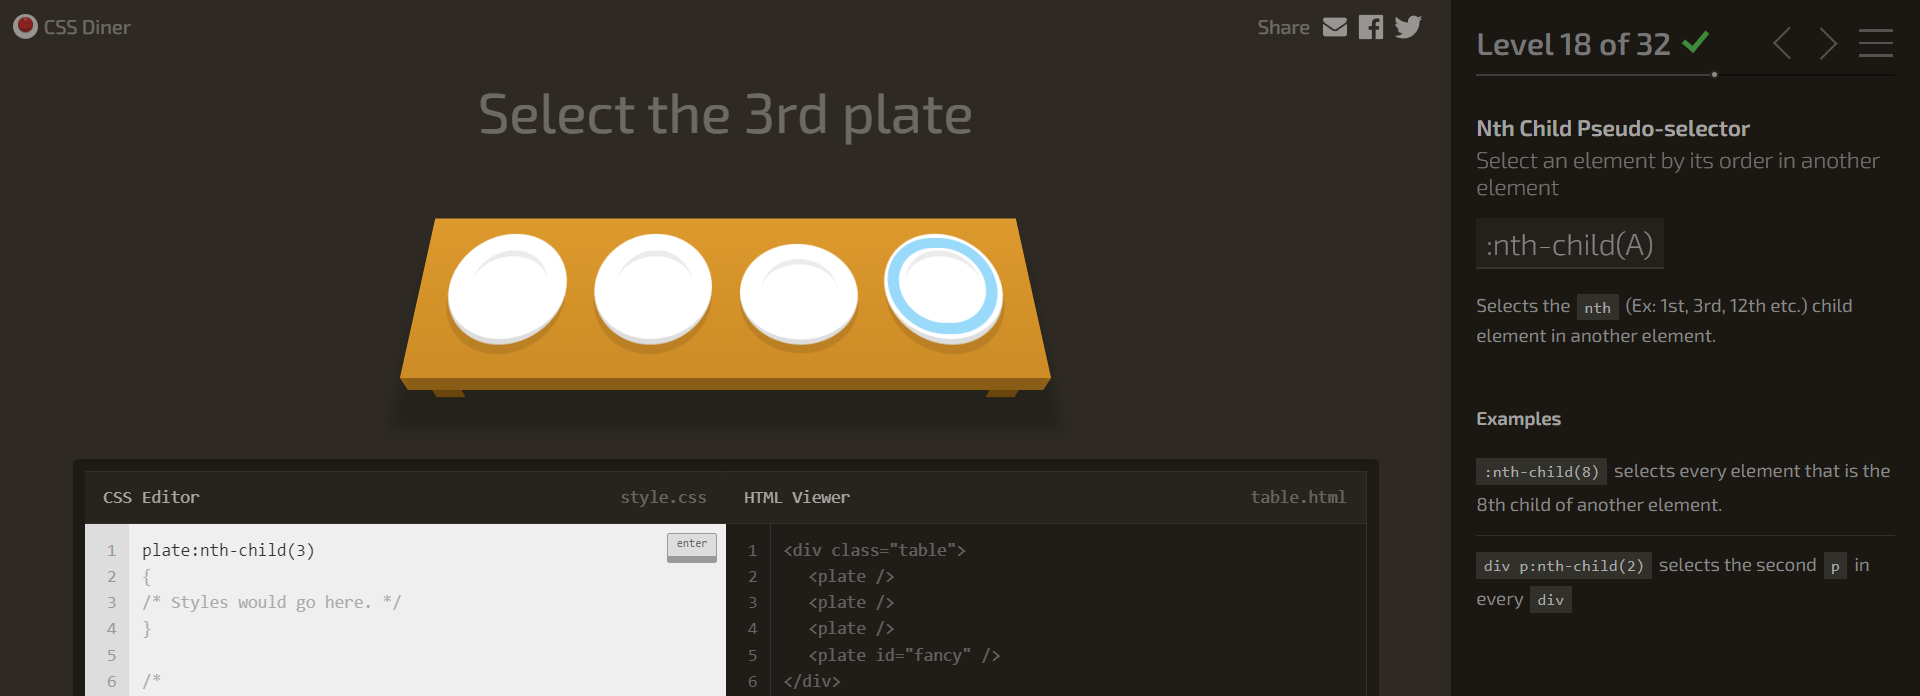 CSS Diner
Share
Select the 3rd plate
CSS Editor
style.css
1 plate:nth-child(3)
enter
2 {
3 /* Styles would go here. */
4 }
5
6 /*
HTML Viewer
table.html
1 <div class="table">
2 <plate />
3 <plate />
4 <plate />
5 <plate id="fancy" />
6 </div>
Level 18 of 32
Nth Child Pseudo-selector
Select an element by its order in another
element
:nth-child(A)
Selects the nth (Ex: 1st, 3rd, 12th etc.) child
element in another element.
Examples
:nth-child(8) selects every element that is the
8th child of another element.
div p:nth-child(2) selects the second p in
every div